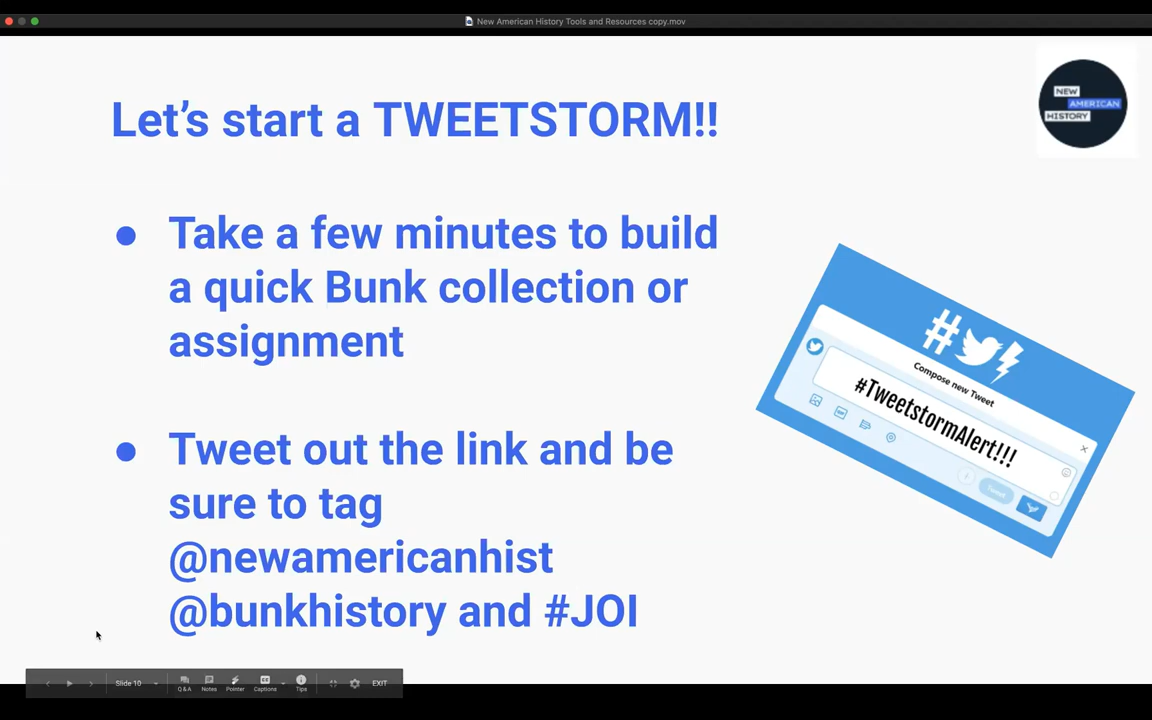 New American History Tools and Resources copy.mov
NEW
AMERICAN
HISTORY
Let's start a TWEETSTORM!!
● Take a few minutes to build
a quick Bunk collection or
assignment
● Tweet out the link and be
sure to tag
@newamericanhist
@bunkhistory and #JOI
#
Compose new Tweet
#TweetstormAlert!!!
GIF
Tweet
Slide 10
Q&A
Notes
Pointer
Captions
Tips
EXIT